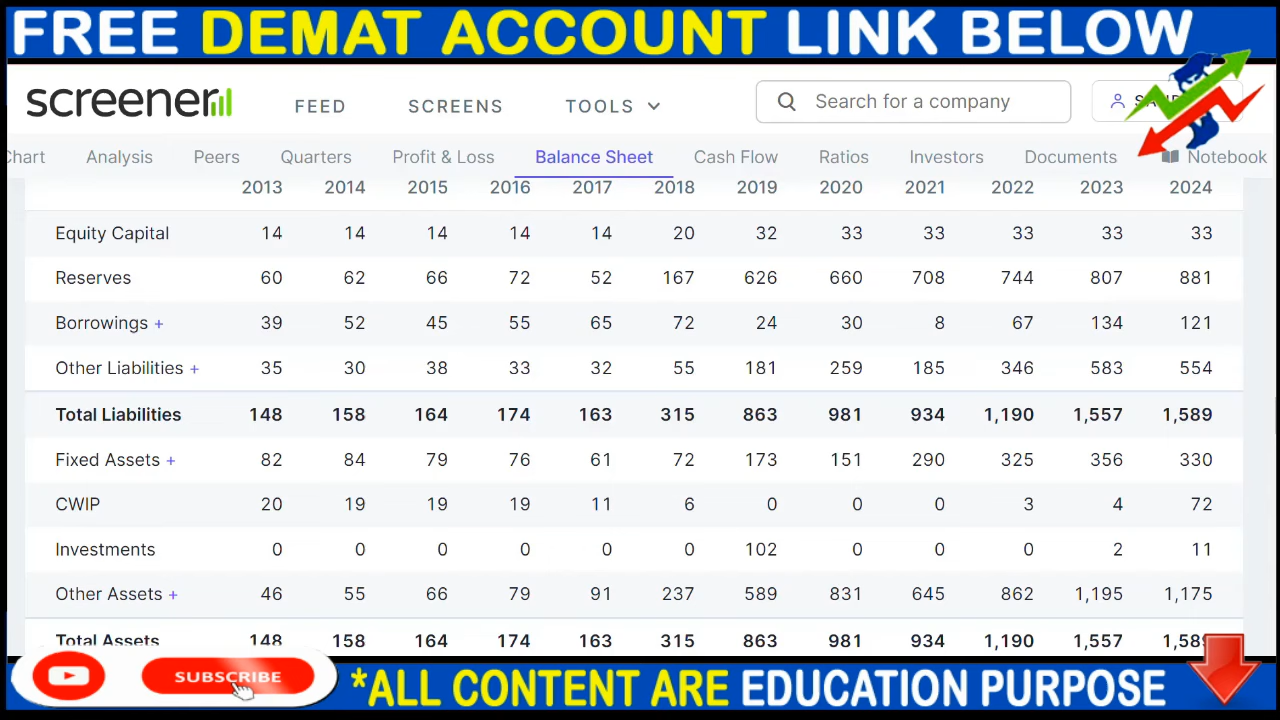 FREE DEMAT ACCOUNT LINK BELOW
screener FEED SCREENS TOOLS Search for a company
Chart Analysis Peers Quarters Profit & Loss Balance Sheet Cash Flow Ratios Investors Documents Notebook
2013 2014 2015 2016 2017 2018 2019 2020 2021 2022 2023 2024
Equity Capital 14 14 14 14 14 20 32 33 33 33 33 33
Reserves 60 62 66 72 52 167 626 660 708 744 807 881
Borrowings + 39 52 45 55 65 72 24 30 8 67 134 121
Other Liabilities + 35 30 38 33 32 55 181 259 185 346 583 554
Total Liabilities 148 158 164 174 163 315 863 981 934 1,190 1,557 1,589
Fixed Assets + 82 84 79 76 61 72 173 151 290 325 356 330
CWIP 20 19 19 19 11 6 0 0 0 3 4 72
Investments 0 0 0 0 0 0 102 0 0 0 2 11
Other Assets + 46 55 66 79 91 237 589 831 645 862 1,195 1,175
Total Assets 148 158 164 174 163 315 863 981 934 1,190 1,557 1,589
SUBSCRIBE
*ALL CONTENT ARE EDUCATION PURPOSE